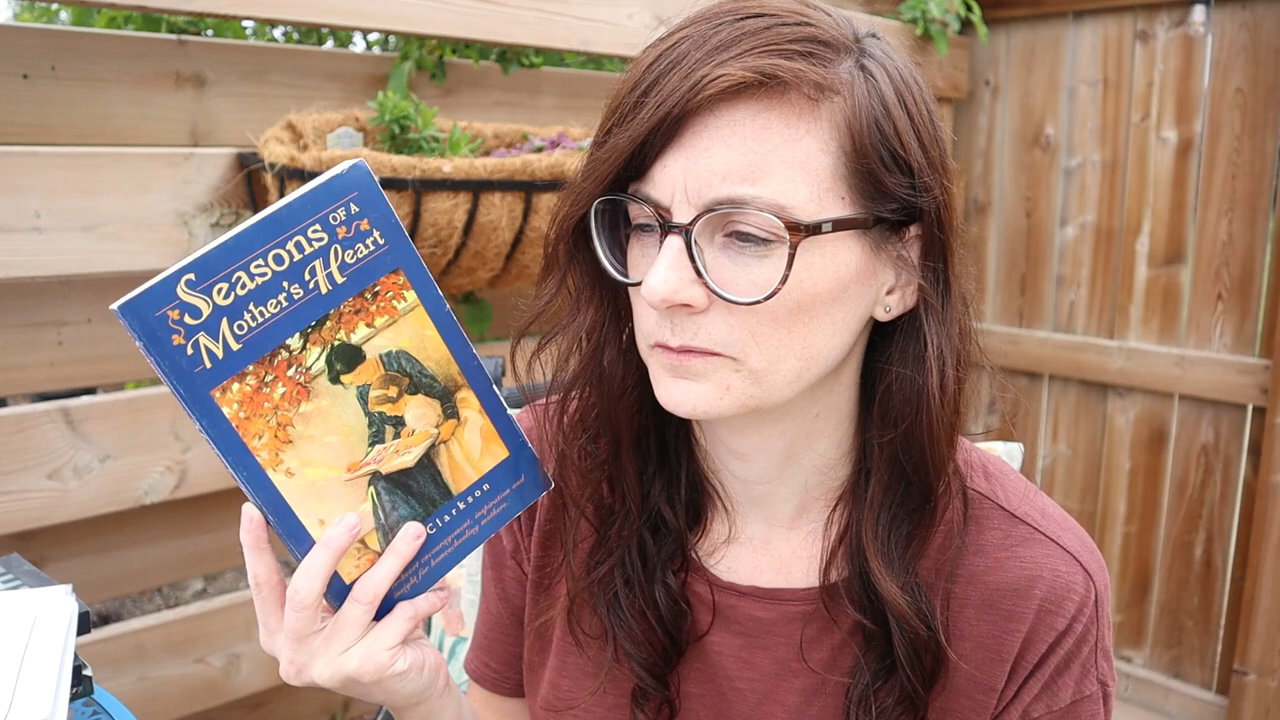 Seasons OF A
Mother's Heart
Clarkson
encouragement, inspiration and
insight for homeschooling mothers.